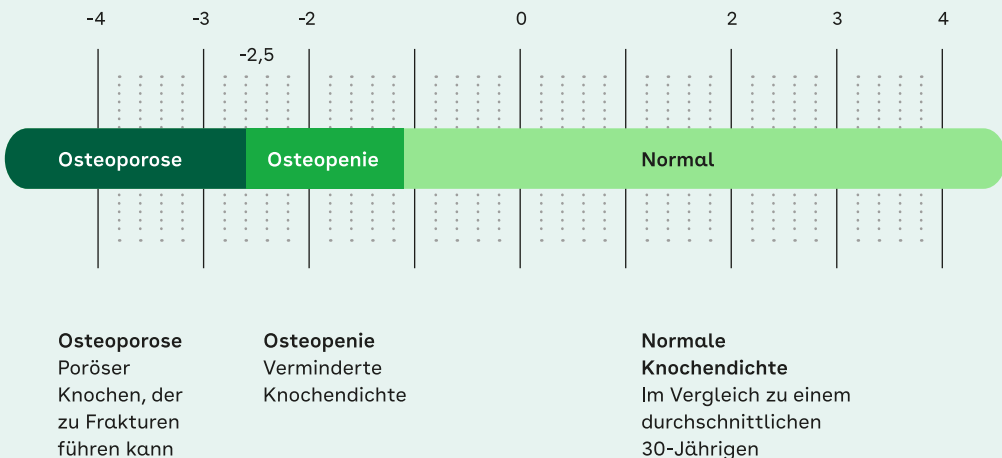 -4 -3 -2 0 2 3 4
-2,5
Osteoporose Osteopenie Normal
Osteoporose
Poröser
Knochen, der
zu Frakturen
führen kann
Osteopenie
Verminderte
Knochendichte
Normale
Knochendichte
Im Vergleich zu einem
durchschnittlichen
30-Jährigen